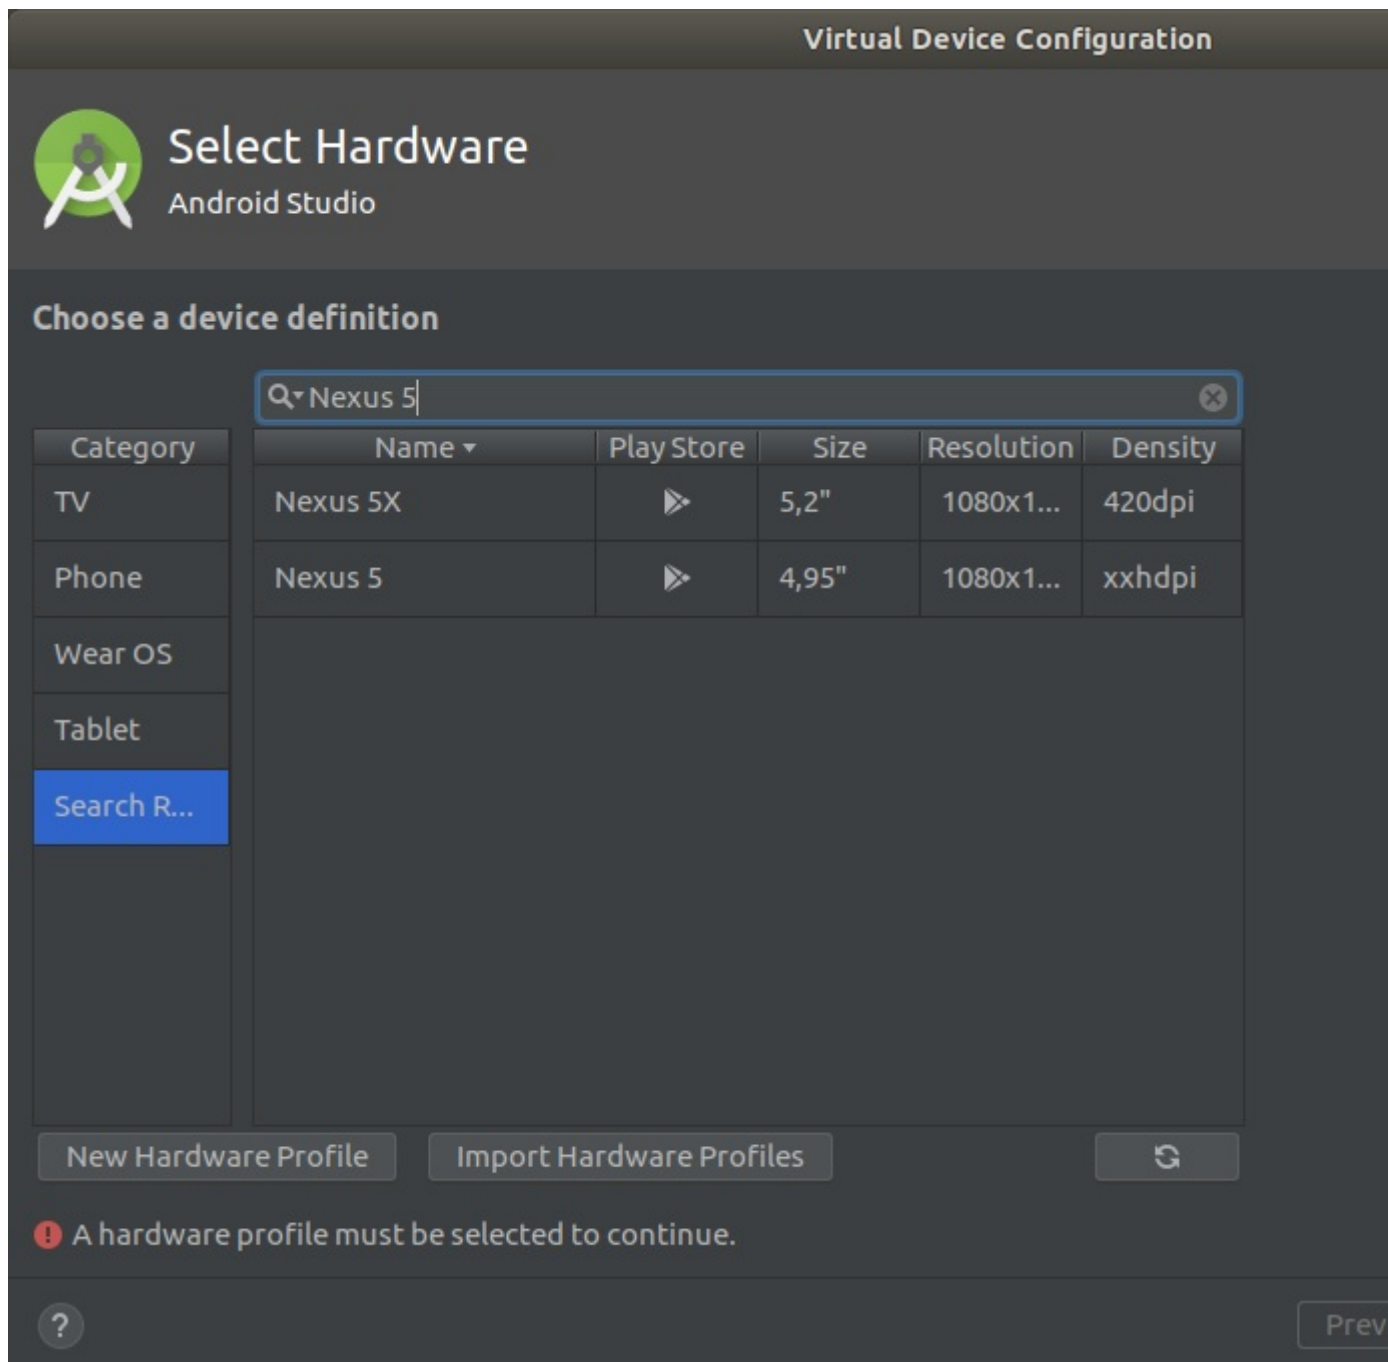 Virtual Device Configuration
Select Hardware
Android Studio
Choose a device definition
Nexus 5
Category Name Play Store Size Resolution Density
TV Nexus 5X 5,2" 1080x1... 420dpi
Phone Nexus 5 4,95" 1080x1... xxhdpi
Wear OS
Tablet
Search R...
New Hardware Profile Import Hardware Profiles
A hardware profile must be selected to continue.
? Prev